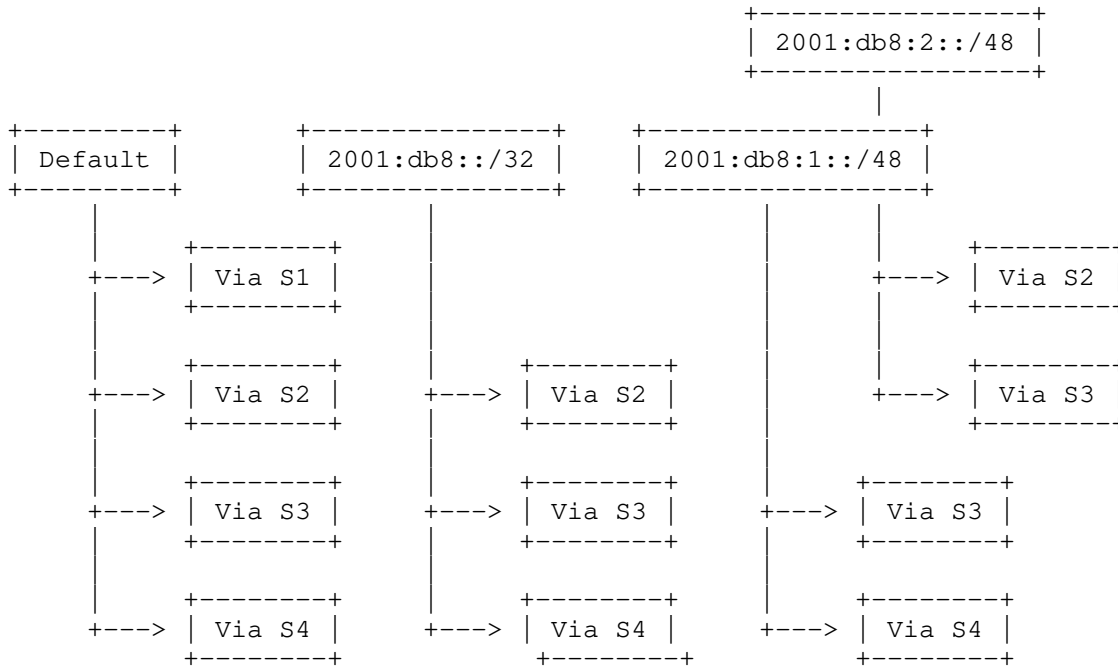 2001:db8:2::/48
Default 2001:db8::/32 2001:db8:1::/48
Via S1 Via S2
Via S2 Via S2 Via S3
Via S3 Via S3 Via S3
Via S4 Via S4 Via S4